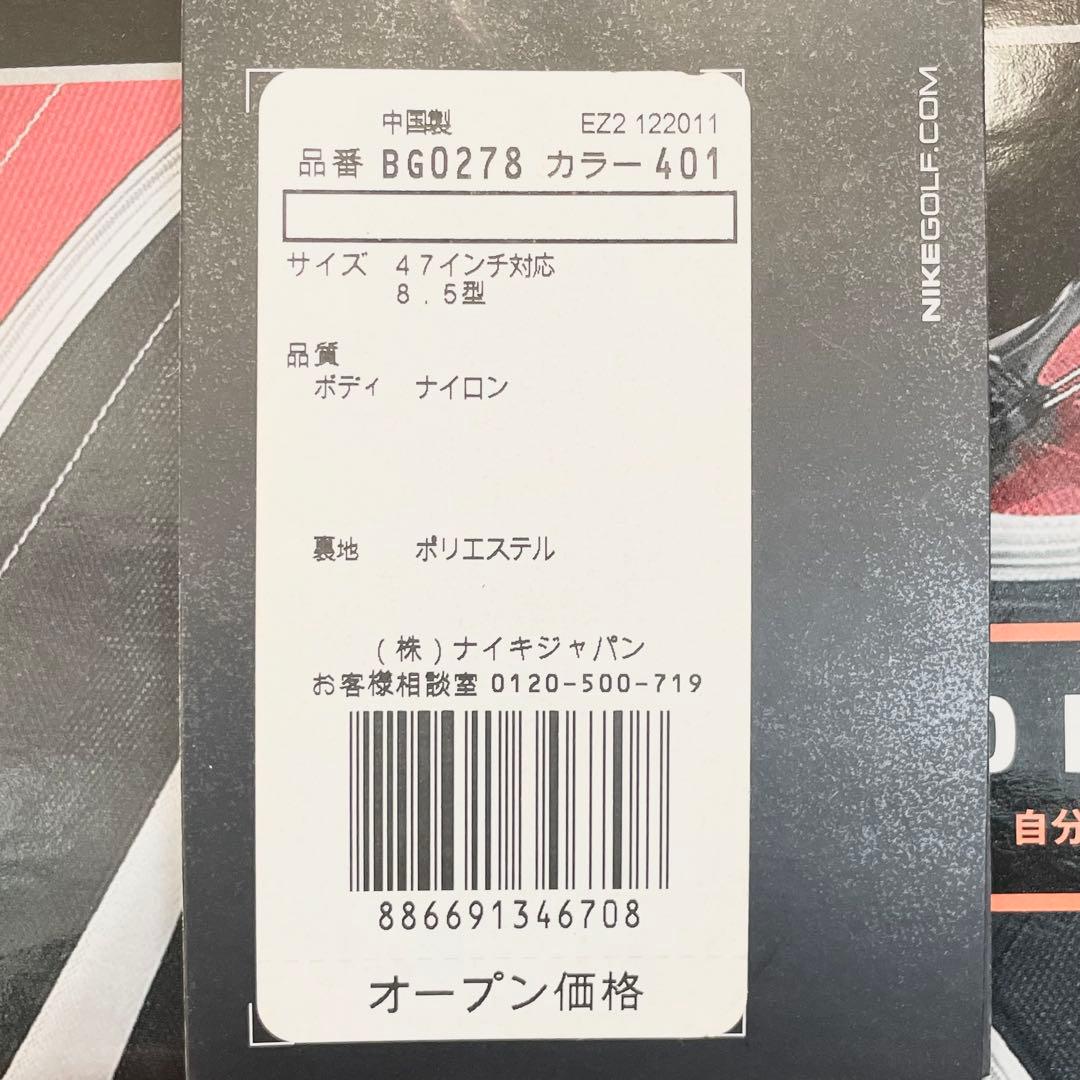 中国製 EZ2 122011
品番 BG0278 カラー 401
サイズ 47インチ対応
8.5型
品質
ボディ ナイロン
裏地 ポリエステル
(株)ナイキジャパン
お客様相談室 0120-500-719
886691346708
オープン価格
NIKEGOLF.COM
自分